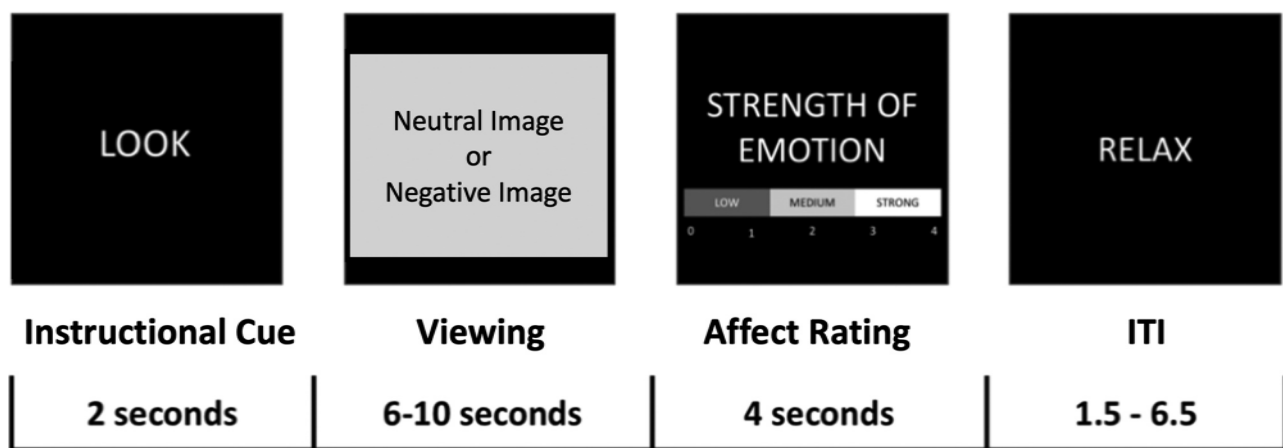 LOOK
Neutral Image
or
Negative Image
STRENGTH OF
EMOTION
LOW MEDIUM STRONG
0 1 2 3 4
RELAX
Instructional Cue Viewing Affect Rating ITI
2 seconds 6-10 seconds 4 seconds 1.5 - 6.5